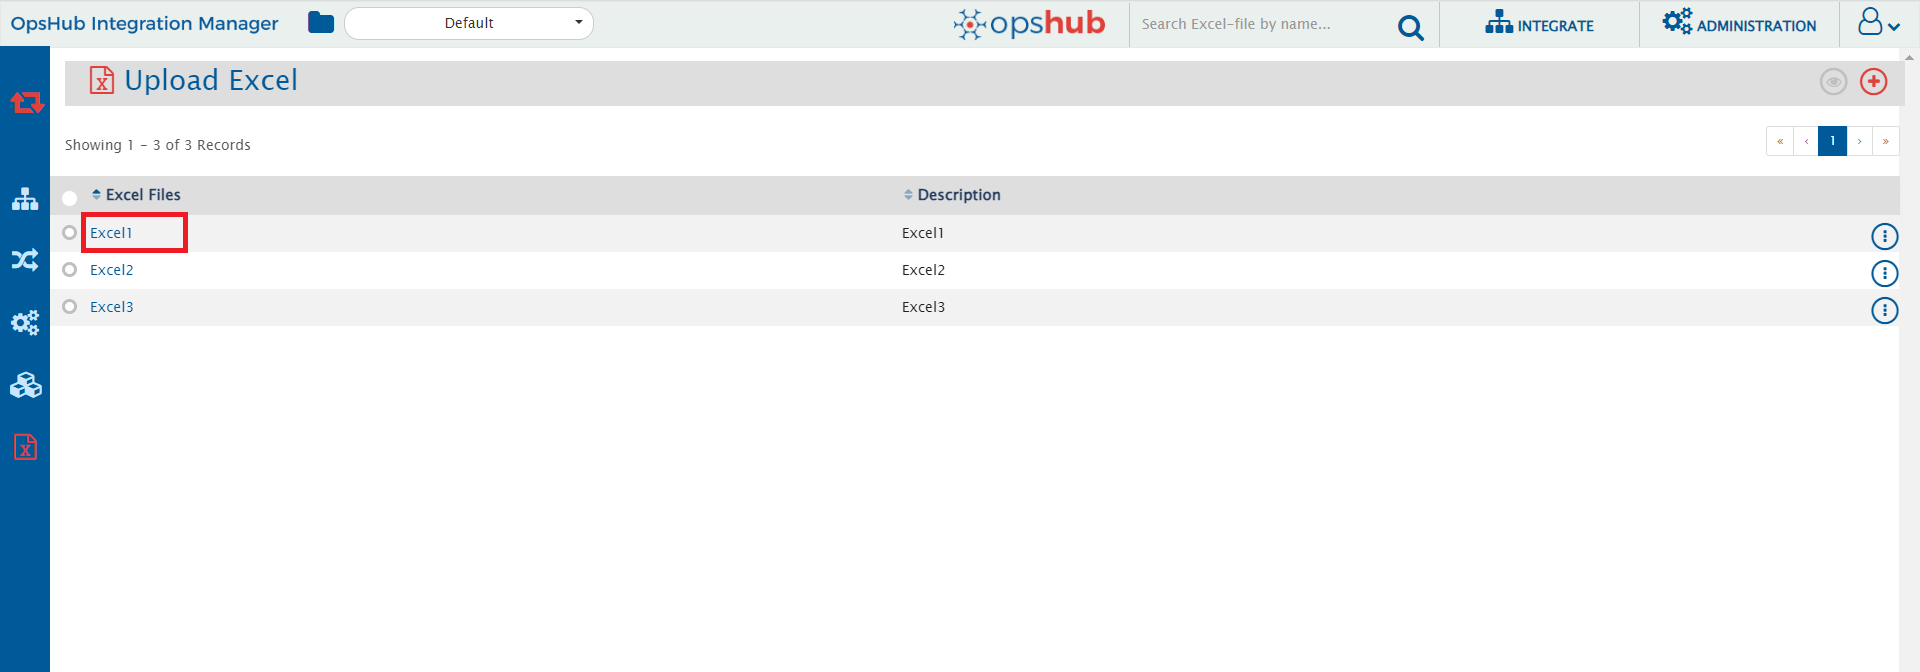 OpsHub Integration Manager
Default
opshub
Search Excel-file by name...
INTEGRATE
ADMINISTRATION
Upload Excel
Showing 1 - 3 of 3 Records
« ‹ 1 › »
Excel Files Description
Excel1 Excel1
Excel2 Excel2
Excel3 Excel3